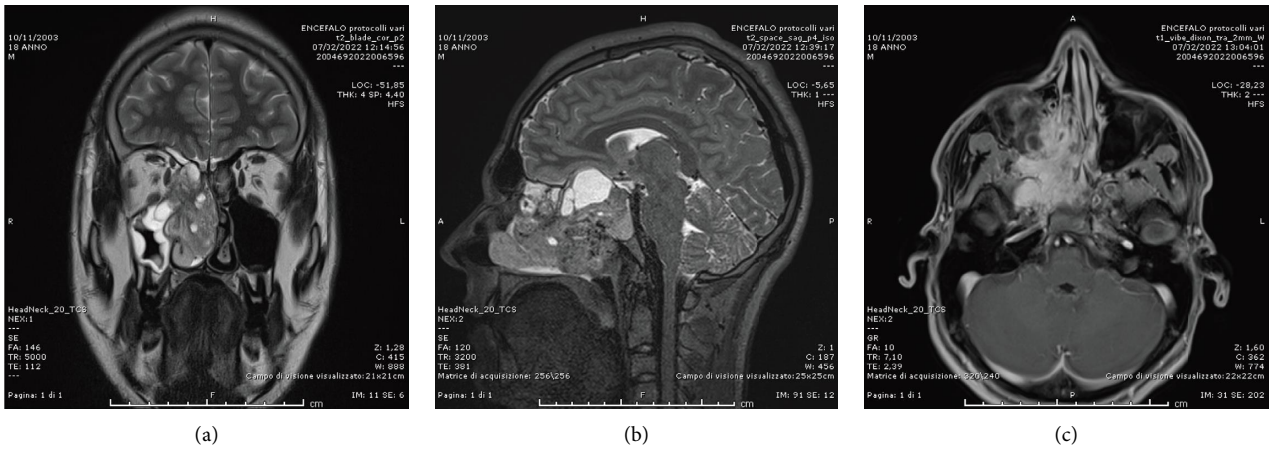 H
10/11/2003
18 ANNO
M
ENCEFALO protocolli vari
t2_blade_cor_p2
07/02/2022 12:14:56
2004692022006596
---
LOC: -51,85
THK: 4 SP: 4,40
HFS
R
L
HeadNeck_20_TCS
NEX:1
---
SE
FA: 146
TR: 5000
TE: 112
---
Z: 1,28
C: 415
W: 888
Campo di visione visualizzato:21x21cm
Pagina: 1 di 1
F
IM: 11 SE: 6
cm
(a)
H
10/11/2003
18 ANNO
M
ENCEFALO protocolli vari
t2_space_sag_p4_iso
07/02/2022 12:39:17
2004692022006596
---
LOC: -5,65
THK: 1 ---
HFS
A
P
HeadNeck_20_TCS
NEX:2
---
SE
FA: 120
TR: 3200
TE: 381
Matrice di acquisizione: 256\256
Z: 1
C: 187
W: 456
Campo di visione visualizzato:25x25cm
Pagina: 1 di 1
F
IM: 91 SE: 12
cm
(b)
A
10/11/2003
18 ANNO
M
ENCEFALO protocolli vari
t1_vibe_dixon_tra_2mm_W
07/02/2022 13:04:01
2004692022006596
---
LOC: -28,23
THK: 2 ---
HFS
R
L
HeadNeck_20_TCS
NEX:1
---
GR
FA: 10
TR: 7,10
TE: 2,39
Matrice di acquisizione: 320\240
Z: 1,60
C: 362
W: 774
Campo di visione visualizzato:22x22cm
Pagina: 1 di 1
P
IM: 31 SE: 202
cm
(c)